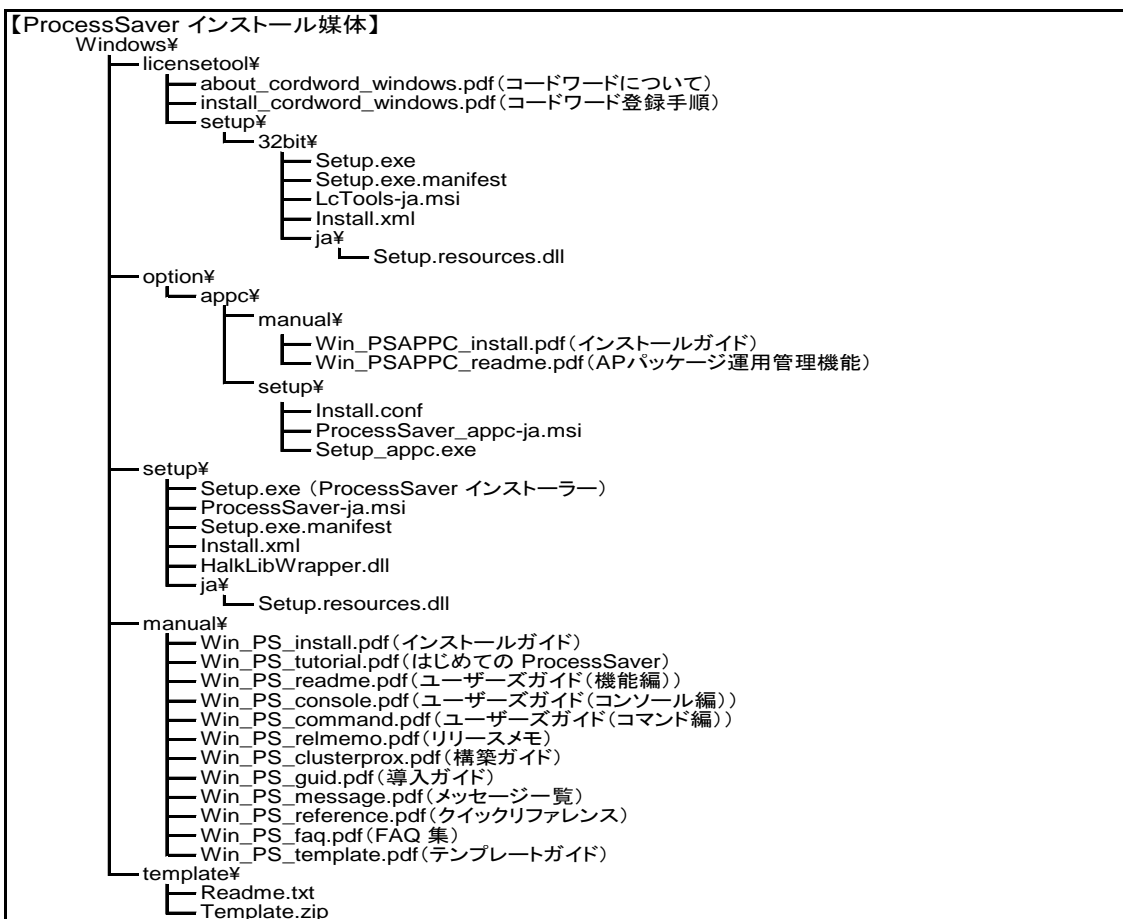 【ProcessSaver インストール媒体】
Windows¥
licensetool¥
about_cordword_windows.pdf(コードワードについて)
install_cordword_windows.pdf(コードワード登録手順)
setup¥
32bit¥
Setup.exe
Setup.exe.manifest
LcTools-ja.msi
Install.xml
ja¥
Setup.resources.dll
option¥
appc¥
manual¥
Win_PSAPPC_install.pdf(インストールガイド)
Win_PSAPPC_readme.pdf(APパッケージ運用管理機能)
setup¥
Install.conf
ProcessSaver_appc-ja.msi
Setup_appc.exe
setup¥
Setup.exe (ProcessSaver インストーラー)
ProcessSaver-ja.msi
Setup.exe.manifest
Install.xml
HalkLibWrapper.dll
ja¥
Setup.resources.dll
manual¥
Win_PS_install.pdf(インストールガイド)
Win_PS_tutorial.pdf(はじめての ProcessSaver)
Win_PS_readme.pdf(ユーザーズガイド(機能編))
Win_PS_console.pdf(ユーザーズガイド(コンソール編))
Win_PS_command.pdf(ユーザーズガイド(コマンド編))
Win_PS_relmemo.pdf(リリースメモ)
Win_PS_clusterprox.pdf(構築ガイド)
Win_PS_guid.pdf(導入ガイド)
Win_PS_message.pdf(メッセージ一覧)
Win_PS_reference.pdf(クイックリファレンス)
Win_PS_faq.pdf(FAQ 集)
Win_PS_template.pdf(テンプレートガイド)
template¥
Readme.txt
Template.zip